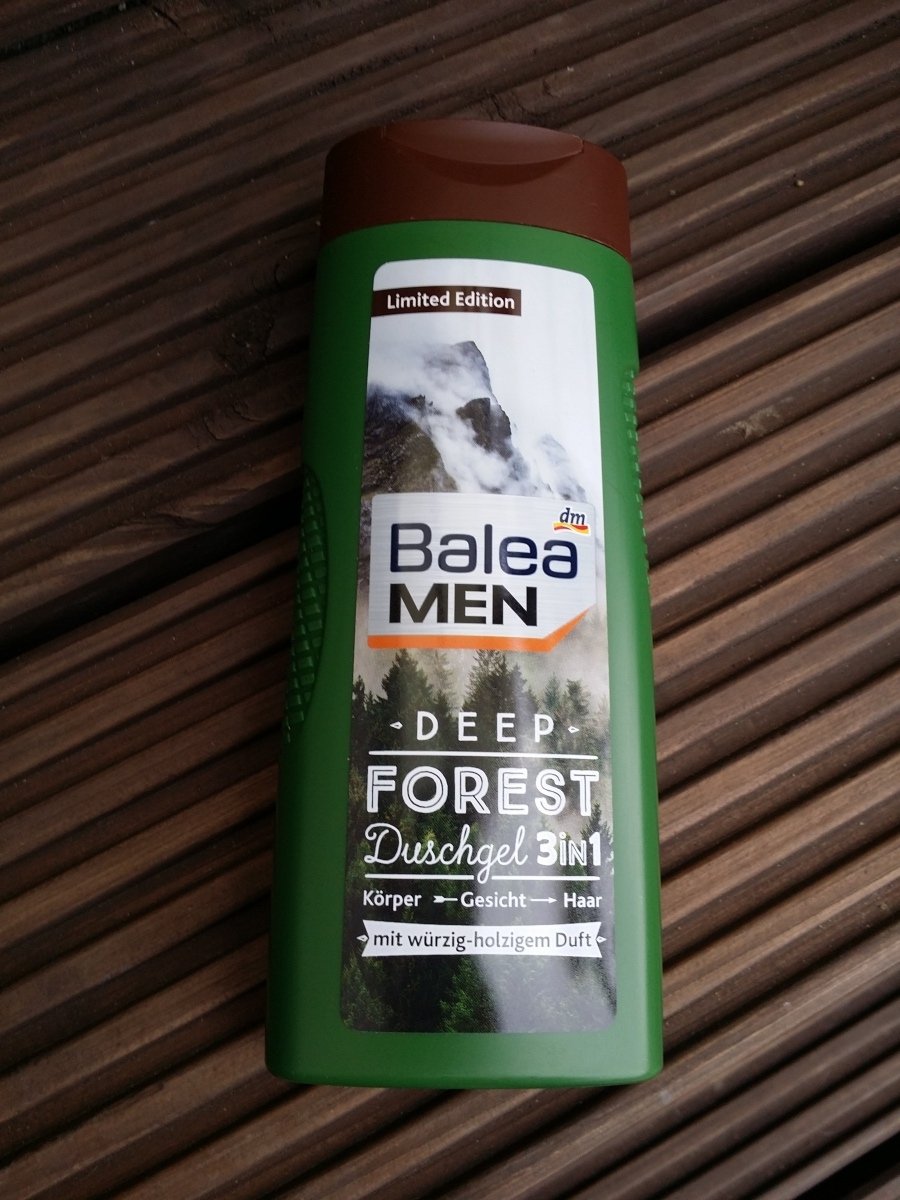 Limited Edition
dm
Balea
MEN
DEEP
FOREST
Duschgel 3in1
Körper Gesicht Haar
mit würzig-holzigem Duft